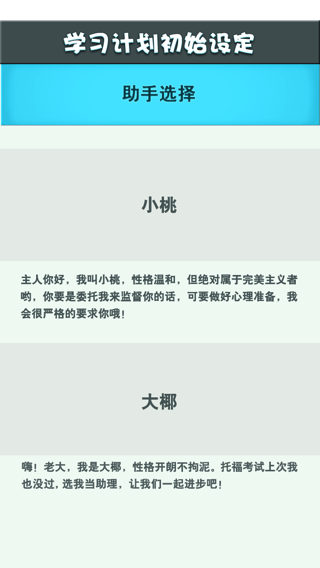 学习计划初始设定
助手选择
小桃
主人你好，我叫小桃，性格温和，但绝对属于完美主义者
哟，你要是委托我来监督你的话，可要做好心理准备，我
会很严格的要求你哦！
大椰
嗨！老大，我是大椰，性格开朗不拘泥。托福考试上次我
也没过，选我当助理，让我们一起进步吧！